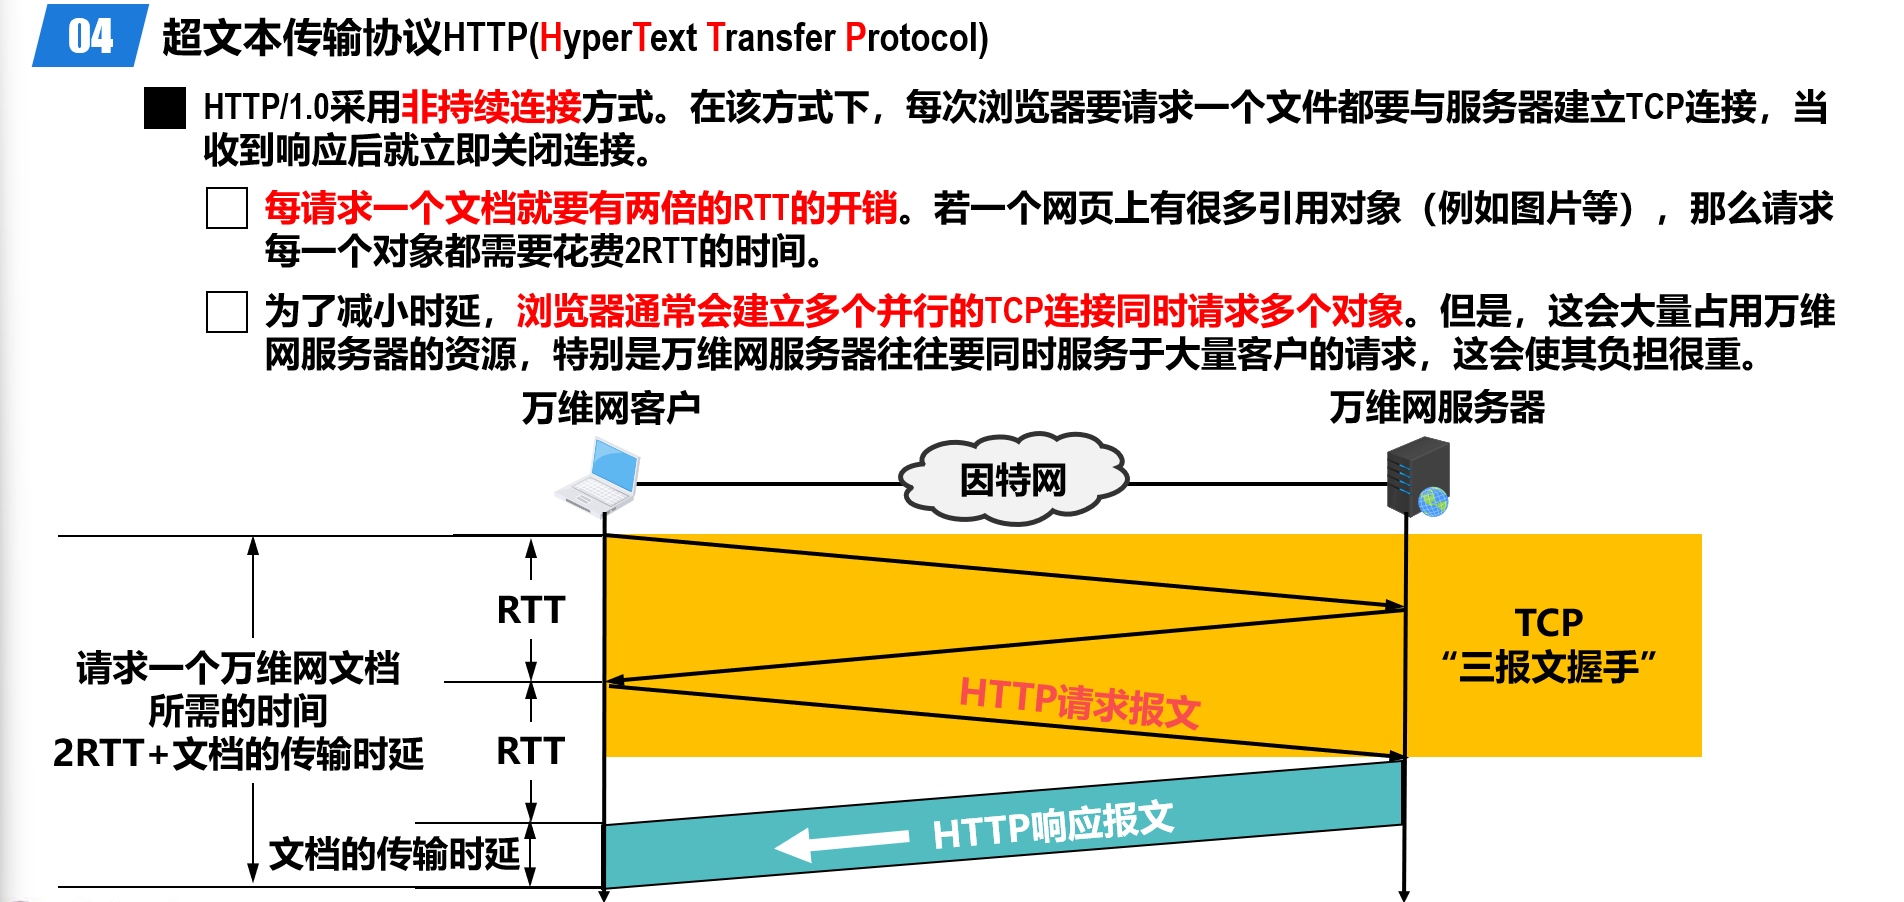 04
超文本传输协议HTTP(HyperText Transfer Protocol)
HTTP/1.0采用非持续连接方式。在该方式下，每次浏览器要请求一个文件都要与服务器建立TCP连接，当
收到响应后就立即关闭连接。
每请求一个文档就要有两倍的RTT的开销。若一个网页上有很多引用对象（例如图片等），那么请求
每一个对象都需要花费2RTT的时间。
为了减小时延，浏览器通常会建立多个并行的TCP连接同时请求多个对象。但是，这会大量占用万维
网服务器的资源，特别是万维网服务器往往要同时服务于大量客户的请求，这会使其负担很重。
万维网客户
万维网服务器
因特网
RTT
TCP
“三报文握手”
请求一个万维网文档
所需的时间
2RTT+文档的传输时延
HTTP请求报文
RTT
HTTP响应报文
文档的传输时延